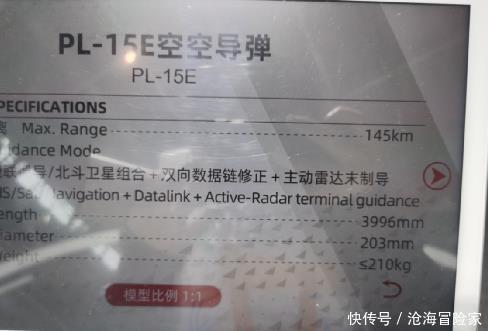 PL-15E空空导弹
PL-15E
PECIFICATIONS
Max. Range 145km
dance Mode
/北斗卫星组合+双向数据链修正+主动雷达末制导
Navigation + Datalink + Active-Radar terminal guidance
ength 3996mm
iameter 203mm
eight ≤210kg
模型比例 1:1
快传号 / 沧海冒险家